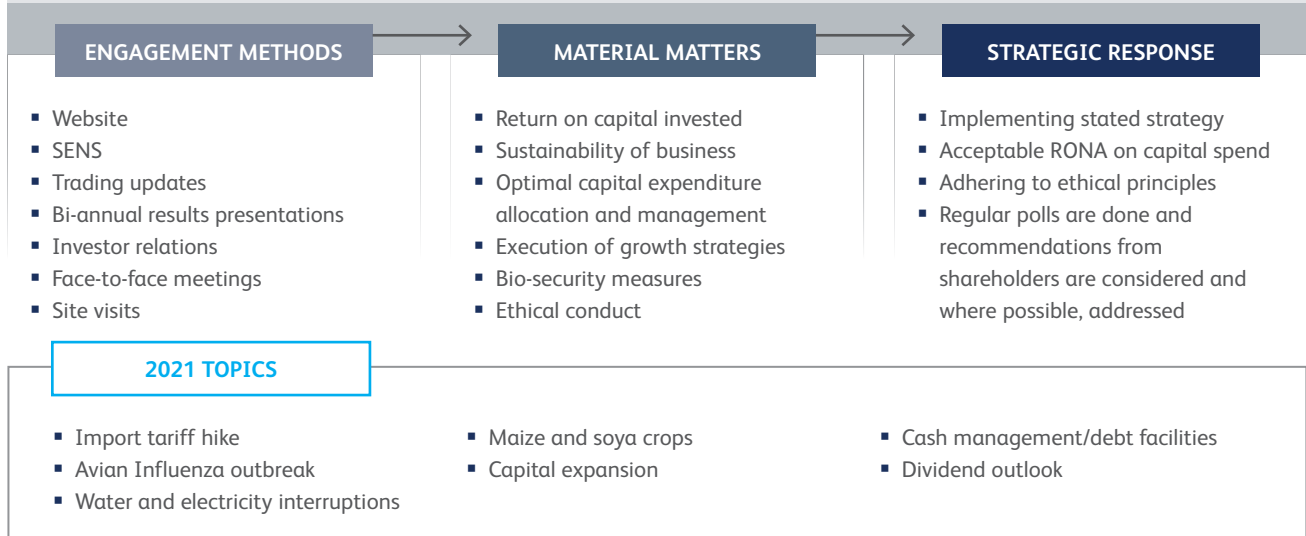 ENGAGEMENT METHODS
▪ Website
▪ SENS
▪ Trading updates
▪ Bi-annual results presentations
▪ Investor relations
▪ Face-to-face meetings
▪ Site visits
MATERIAL MATTERS
▪ Return on capital invested
▪ Sustainability of business
▪ Optimal capital expenditure
allocation and management
▪ Execution of growth strategies
▪ Bio-security measures
▪ Ethical conduct
STRATEGIC RESPONSE
▪ Implementing stated strategy
▪ Acceptable RONA on capital spend
▪ Adhering to ethical principles
▪ Regular polls are done and
recommendations from
shareholders are considered and
where possible, addressed
2021 TOPICS
▪ Import tariff hike
▪ Avian Influenza outbreak
▪ Water and electricity interruptions
▪ Maize and soya crops
▪ Capital expansion
▪ Cash management/debt facilities
▪ Dividend outlook